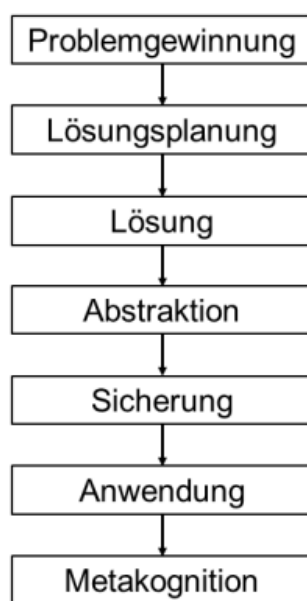 Problemgewinnung
Lösungsplanung
Lösung
Abstraktion
Sicherung
Anwendung
Metakognition